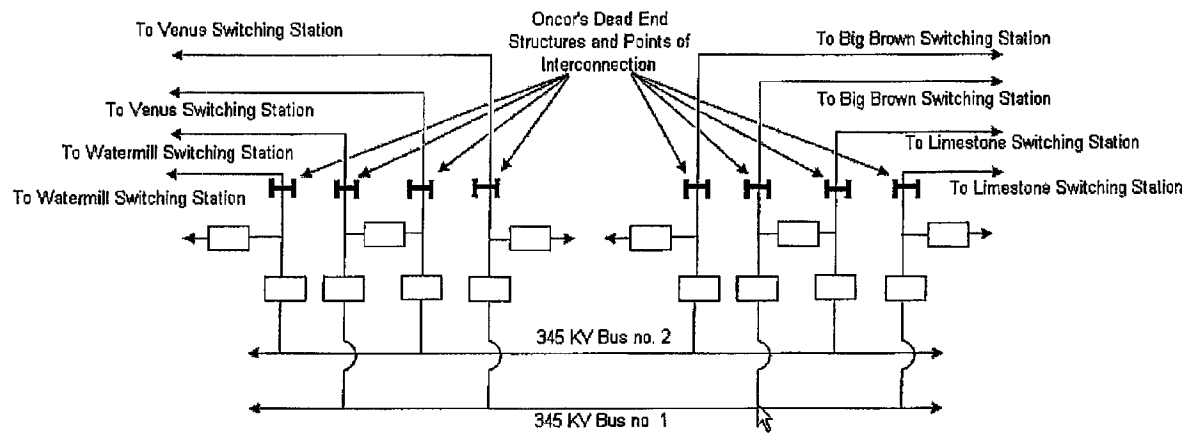 To Venus Switching Station
Oncor's Dead End
Structures and Points of
Interconnection
To Big Brown Switching Station
To Venus Switching Station
To Big Brown Switching Station
To Watermill Switching Station
To Limestone Switching Station
To Watermill Switching Station
To Limestone Switching Station
345 KV Bus no. 2
345 KV Bus no 1